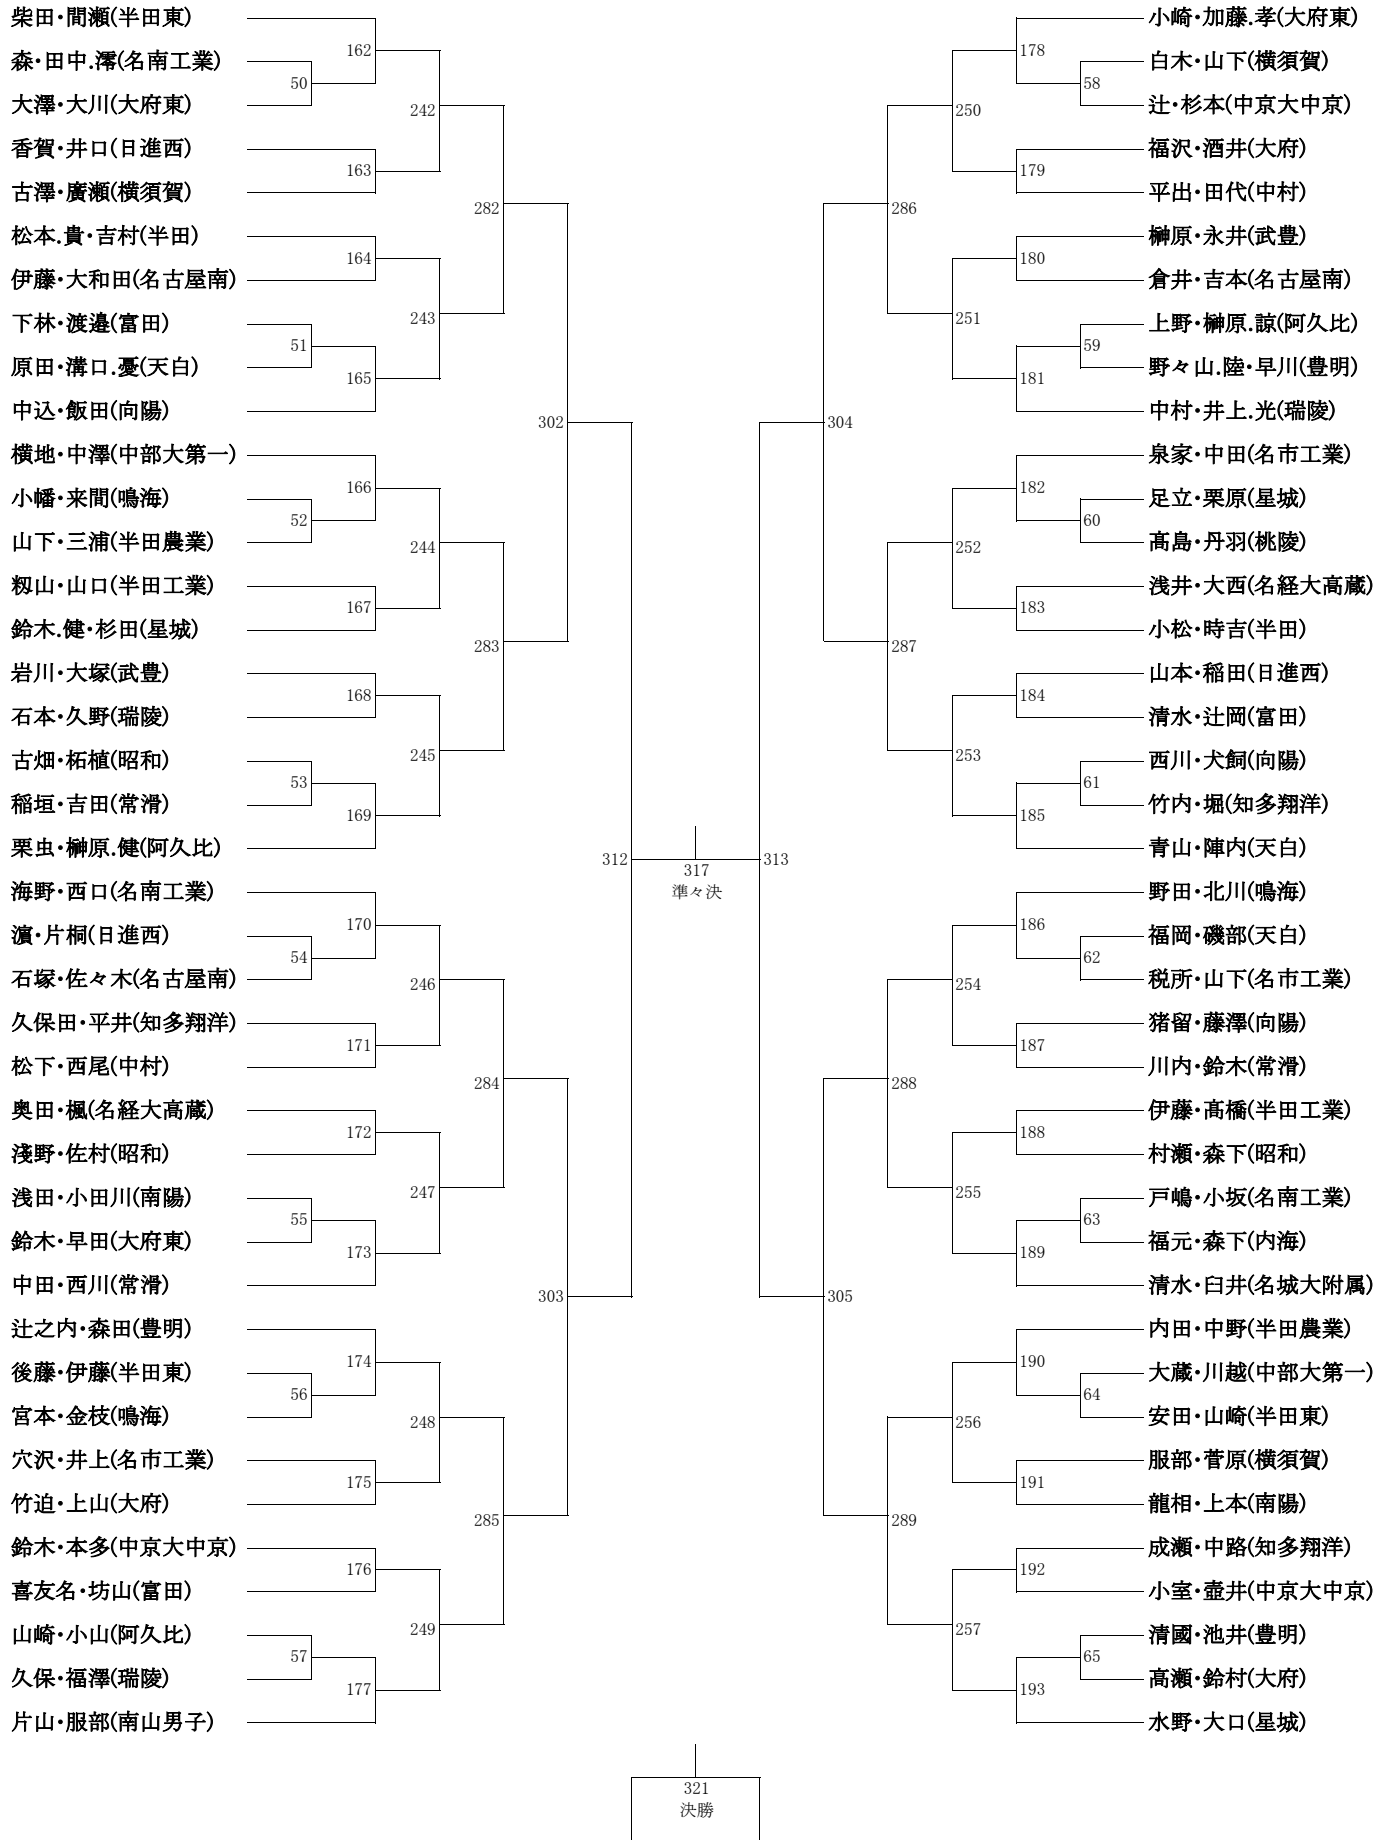 柴田・間瀬(半田東)
森・田中.澪(名南工業)
大澤・大川(大府東)
香賀・井口(日進西)
古澤・廣瀬(横須賀)
松本.貴・吉村(半田)
伊藤・大和田(名古屋南)
下林・渡邉(富田)
原田・溝口.憂(天白)
中込・飯田(向陽)
横地・中澤(中部大第一)
小幡・来間(鳴海)
山下・三浦(半田農業)
籾山・山口(半田工業)
鈴木.健・杉田(星城)
岩川・大塚(武豊)
石本・久野(瑞陵)
古畑・柘植(昭和)
稲垣・吉田(常滑)
栗虫・榊原.健(阿久比)
海野・西口(名南工業)
濵・片桐(日進西)
石塚・佐々木(名古屋南)
久保田・平井(知多翔洋)
松下・西尾(中村)
奥田・楓(名経大高蔵)
淺野・佐村(昭和)
浅田・小田川(南陽)
鈴木・早田(大府東)
中田・西川(常滑)
辻之内・森田(豊明)
後藤・伊藤(半田東)
宮本・金枝(鳴海)
穴沢・井上(名市工業)
竹迫・上山(大府)
鈴木・本多(中京大中京)
喜友名・坊山(富田)
山崎・小山(阿久比)
久保・福澤(瑞陵)
片山・服部(南山男子)
50
51
52
53
54
55
56
57
162
163
164
165
166
167
168
169
170
171
172
173
174
175
176
177
242
243
244
245
246
247
248
249
282
283
284
285
302
303
312
317
準々決
313
304
305
286
287
288
289
250
251
252
253
254
255
256
257
178
179
180
181
182
183
184
185
186
187
188
189
190
191
192
193
58
59
60
61
62
63
64
65
小崎・加藤.孝(大府東)
白木・山下(横須賀)
辻・杉本(中京大中京)
福沢・酒井(大府)
平出・田代(中村)
榊原・永井(武豊)
倉井・吉本(名古屋南)
上野・榊原.諒(阿久比)
野々山.陸・早川(豊明)
中村・井上.光(瑞陵)
泉家・中田(名市工業)
足立・栗原(星城)
髙島・丹羽(桃陵)
浅井・大西(名経大高蔵)
小松・時吉(半田)
山本・稲田(日進西)
清水・辻岡(富田)
西川・犬飼(向陽)
竹内・堀(知多翔洋)
青山・陣内(天白)
野田・北川(鳴海)
福岡・磯部(天白)
税所・山下(名市工業)
猪留・藤澤(向陽)
川内・鈴木(常滑)
伊藤・髙橋(半田工業)
村瀬・森下(昭和)
戸嶋・小坂(名南工業)
福元・森下(内海)
清水・臼井(名城大附属)
内田・中野(半田農業)
大蔵・川越(中部大第一)
安田・山崎(半田東)
服部・菅原(横須賀)
龍相・上本(南陽)
成瀬・中路(知多翔洋)
小室・壺井(中京大中京)
清國・池井(豊明)
高瀬・鈴村(大府)
水野・大口(星城)
321
決勝